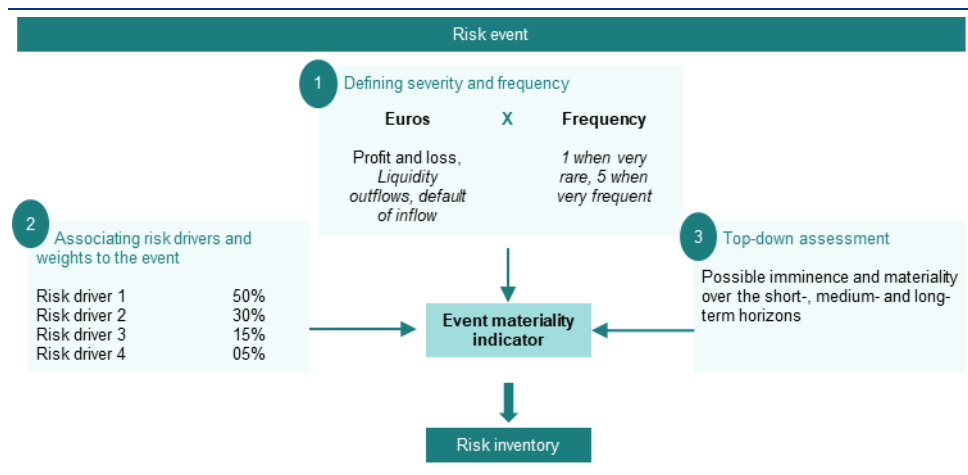 Risk event
1
Defining severity and frequency
Euros X Frequency
Profit and loss,
Liquidity
outflows, default
of inflow
1 when very
rare, 5 when
very frequent
2
Associating risk drivers and
weights to the event
Risk driver 1 50%
Risk driver 2 30%
Risk driver 3 15%
Risk driver 4 05%
3
Top-down assessment
Possible imminence and materiality
over the short-, medium- and long-
term horizons
Event materiality
indicator
Risk inventory